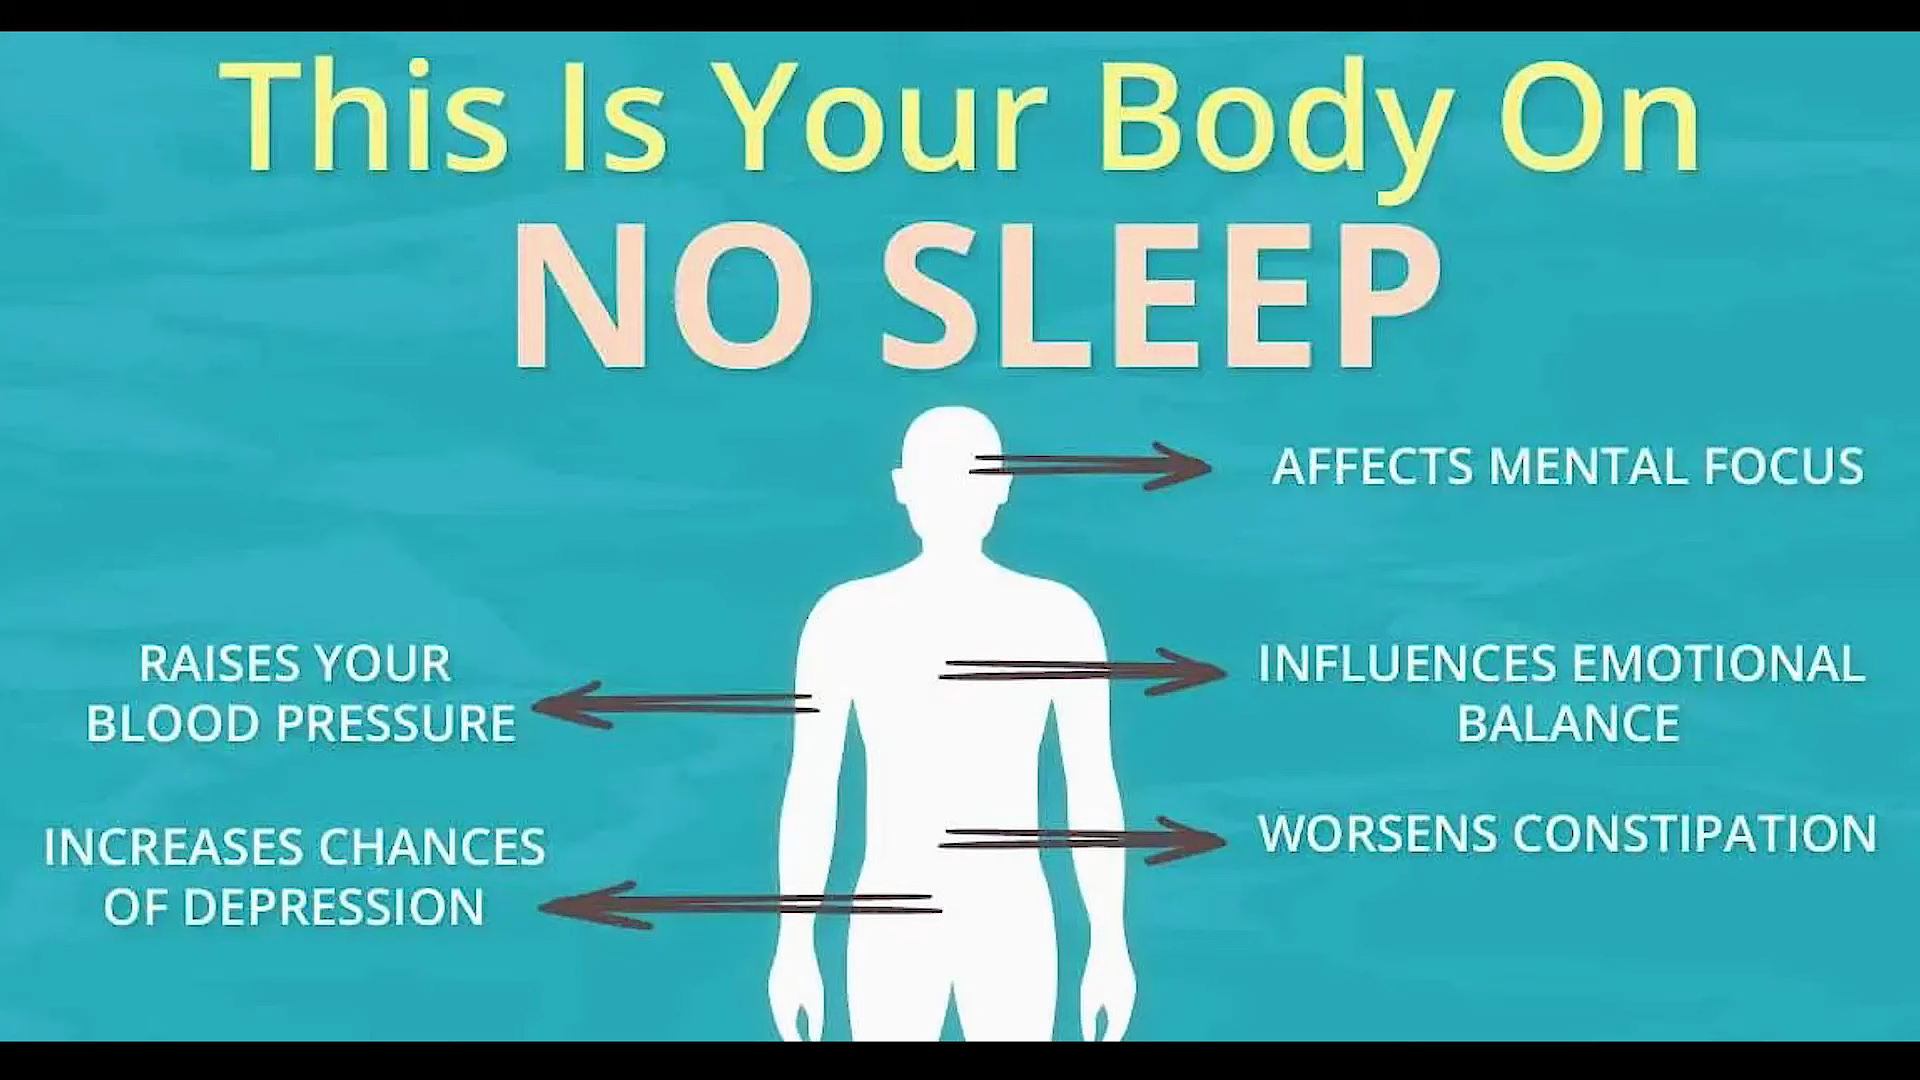 This Is Your Body On
NO SLEEP
AFFECTS MENTAL FOCUS
RAISES YOUR
BLOOD PRESSURE
INFLUENCES EMOTIONAL
BALANCE
INCREASES CHANCES
OF DEPRESSION
WORSENS CONSTIPATION